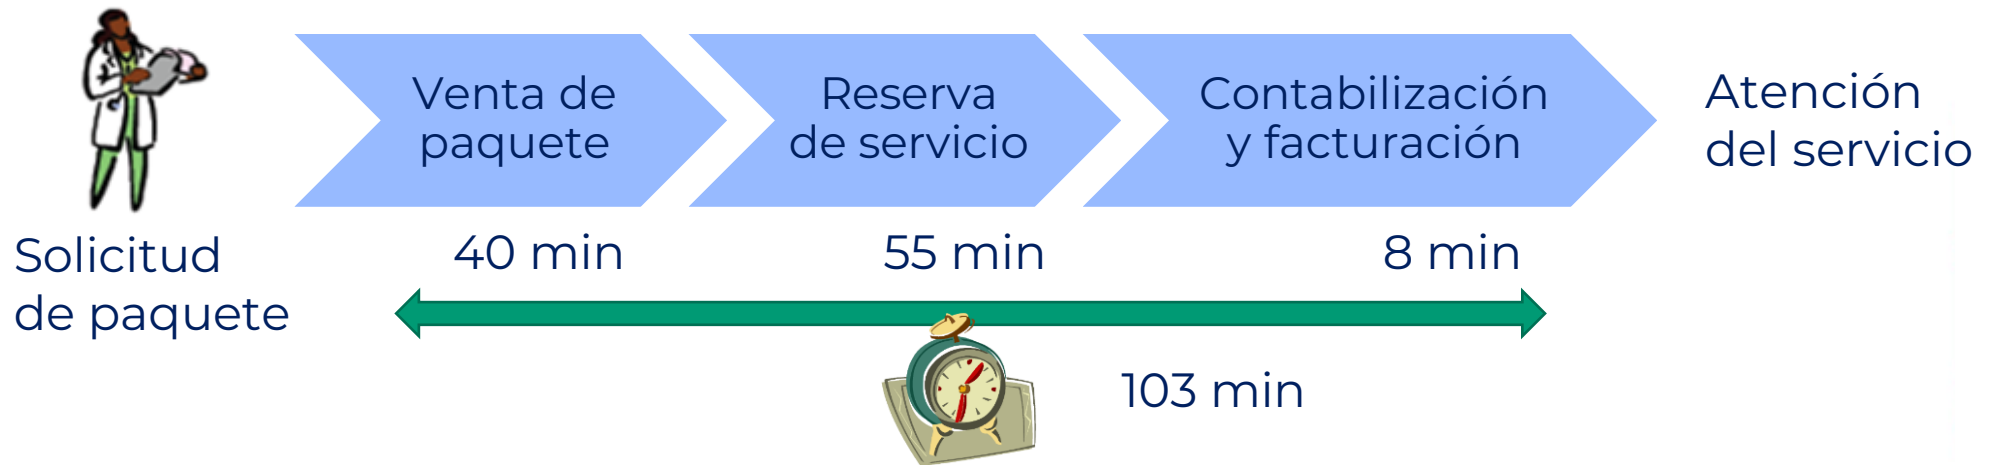 Venta de
paquete
Reserva
de servicio
Contabilización
y facturación
Atención
del servicio
Solicitud
de paquete
40 min
55 min
8 min
103 min